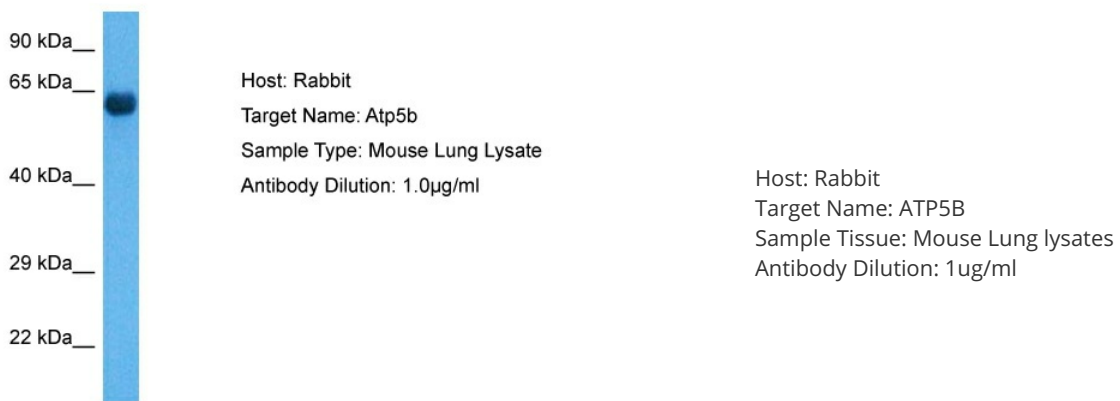 90 kDa__
65 kDa__
40 kDa__
29 kDa__
22 kDa__
Host: Rabbit
Target Name: Atp5b
Sample Type: Mouse Lung Lysate
Antibody Dilution: 1.0µg/ml
Host: Rabbit
Target Name: ATP5B
Sample Tissue: Mouse Lung lysates
Antibody Dilution: 1ug/ml